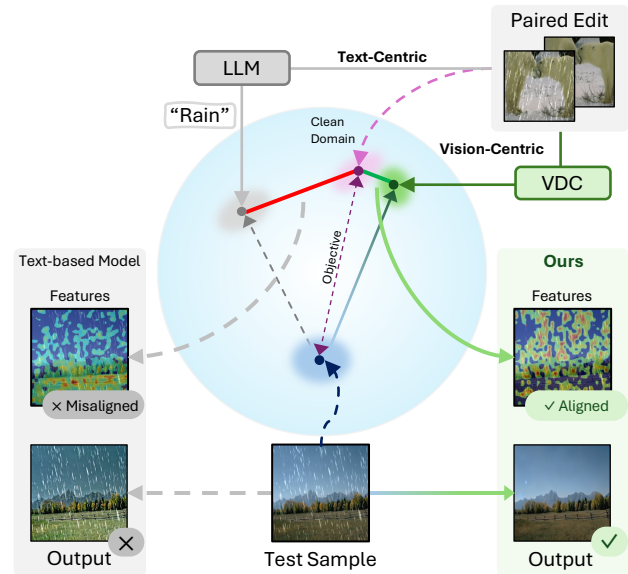 Paired Edit
Text-Centric
LLM
“Rain”
Clean
Domain
Vision-Centric
VDC
Objective
Text-based Model
Features
× Misaligned
Output
×
Test Sample
Ours
Features
✓ Aligned
Output
✓